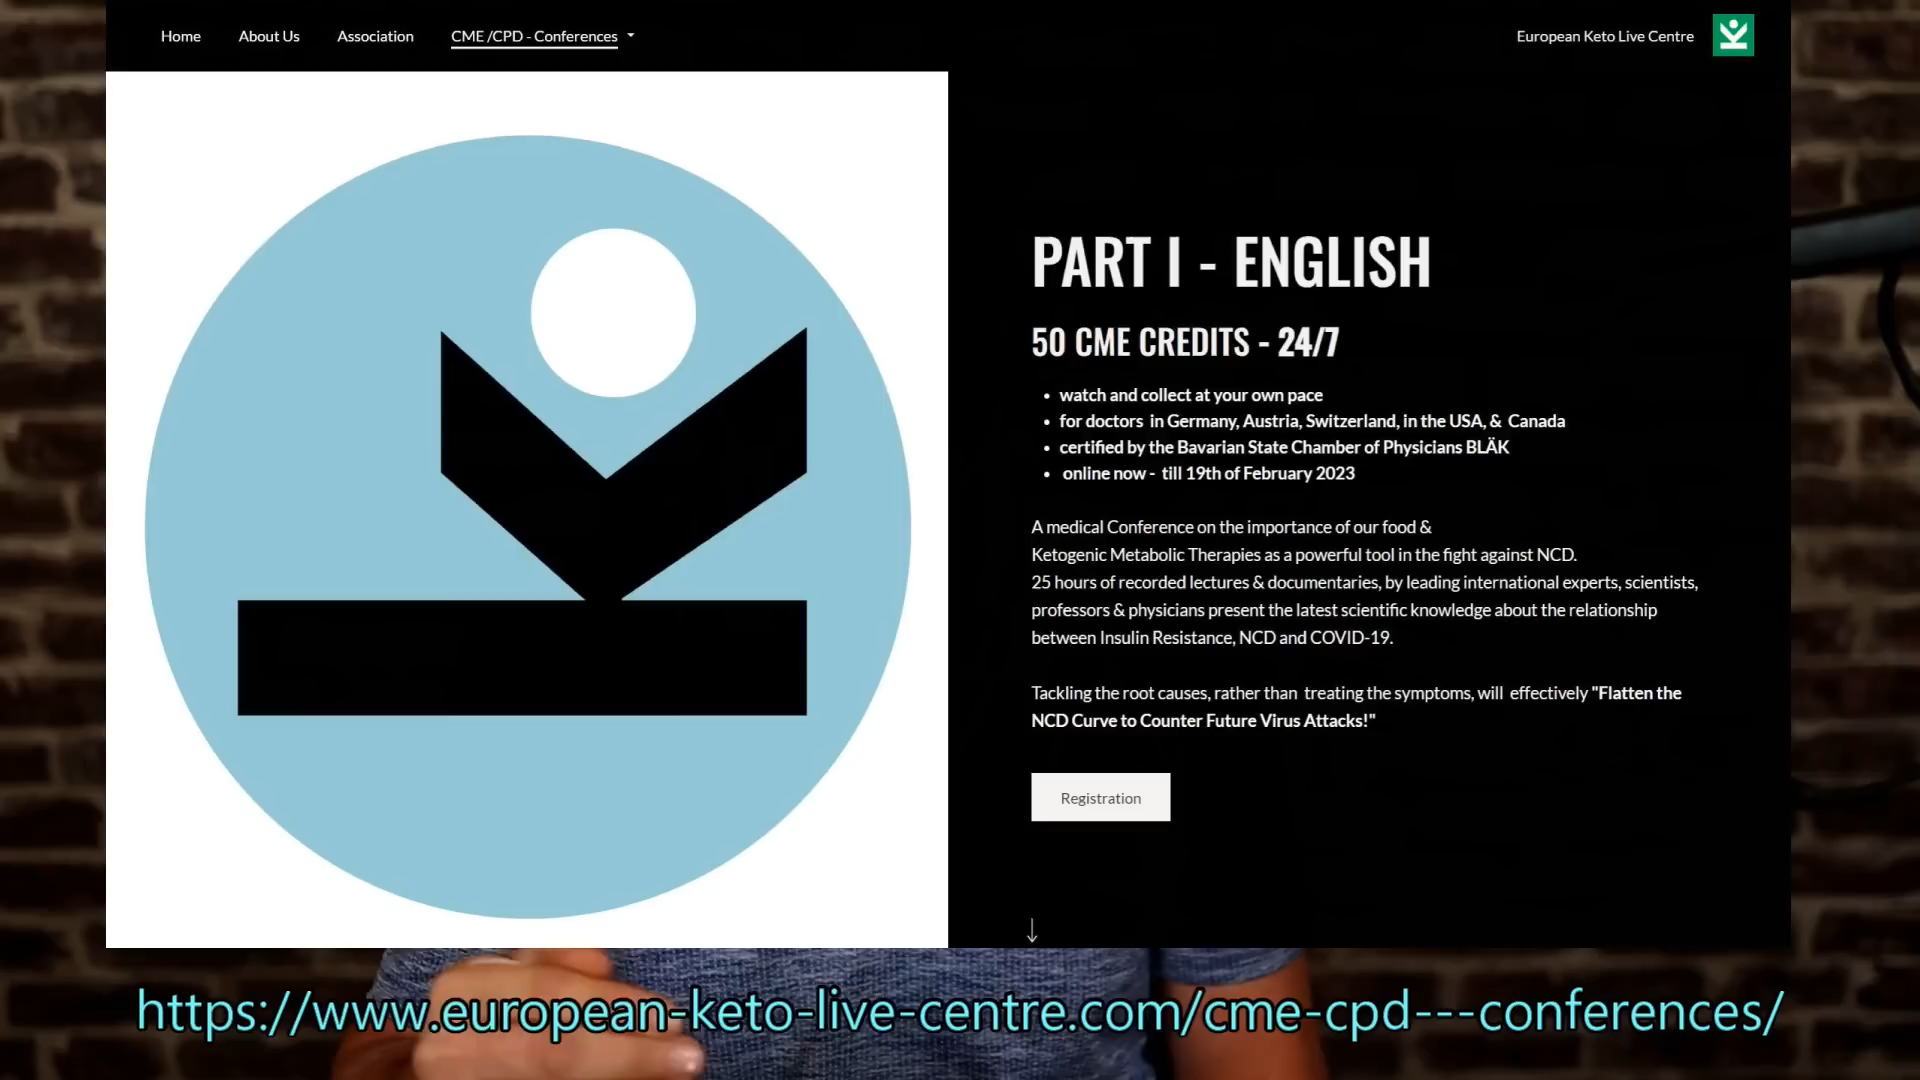 Home About Us Association CME /CPD - Conferences European Keto Live Centre
PART I - ENGLISH
50 CME CREDITS - 24/7
watch and collect at your own pace
for doctors in Germany, Austria, Switzerland, in the USA, & Canada
certified by the Bavarian State Chamber of Physicians BLÄK
online now - till 19th of February 2023
A medical Conference on the importance of our food &
Ketogenic Metabolic Therapies as a powerful tool in the fight against NCD.
25 hours of recorded lectures & documentaries, by leading international experts, scientists,
professors & physicians present the latest scientific knowledge about the relationship
between Insulin Resistance, NCD and COVID-19.
Tackling the root causes, rather than treating the symptoms, will effectively "Flatten the
NCD Curve to Counter Future Virus Attacks!"
Registration
https://www.european-keto-live-centre.com/cme-cpd---conferences/